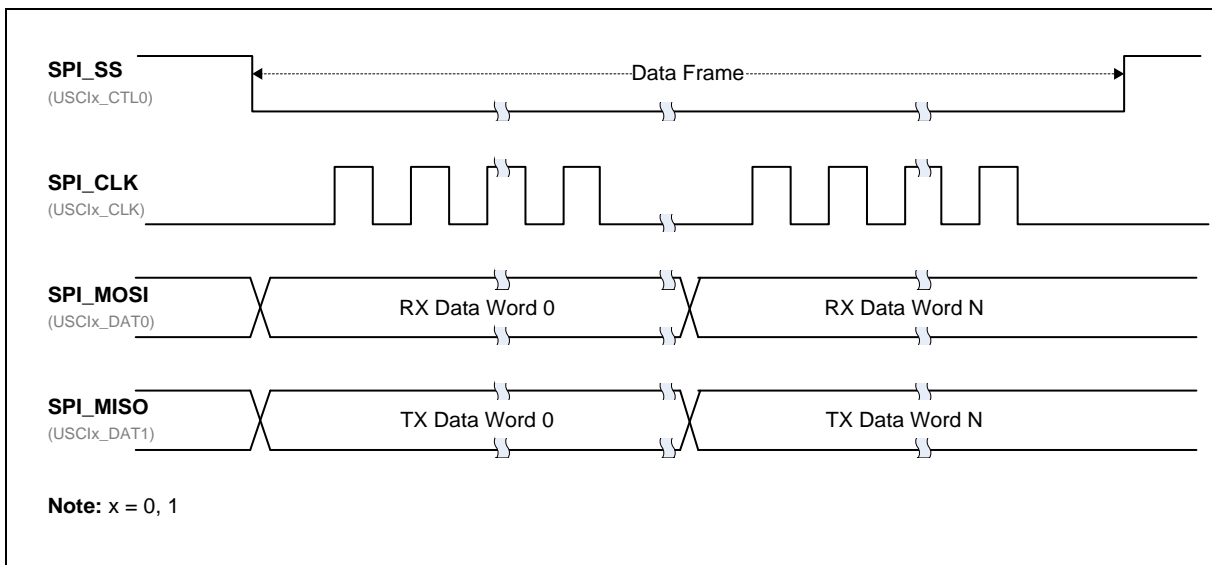 SPI_SS
(USCIx_CTL0)
Data Frame
SPI_CLK
(USCIx_CLK)
SPI_MOSI
(USCIx_DAT0)
RX Data Word 0
RX Data Word N
SPI_MISO
(USCIx_DAT1)
TX Data Word 0
TX Data Word N
Note: x = 0, 1